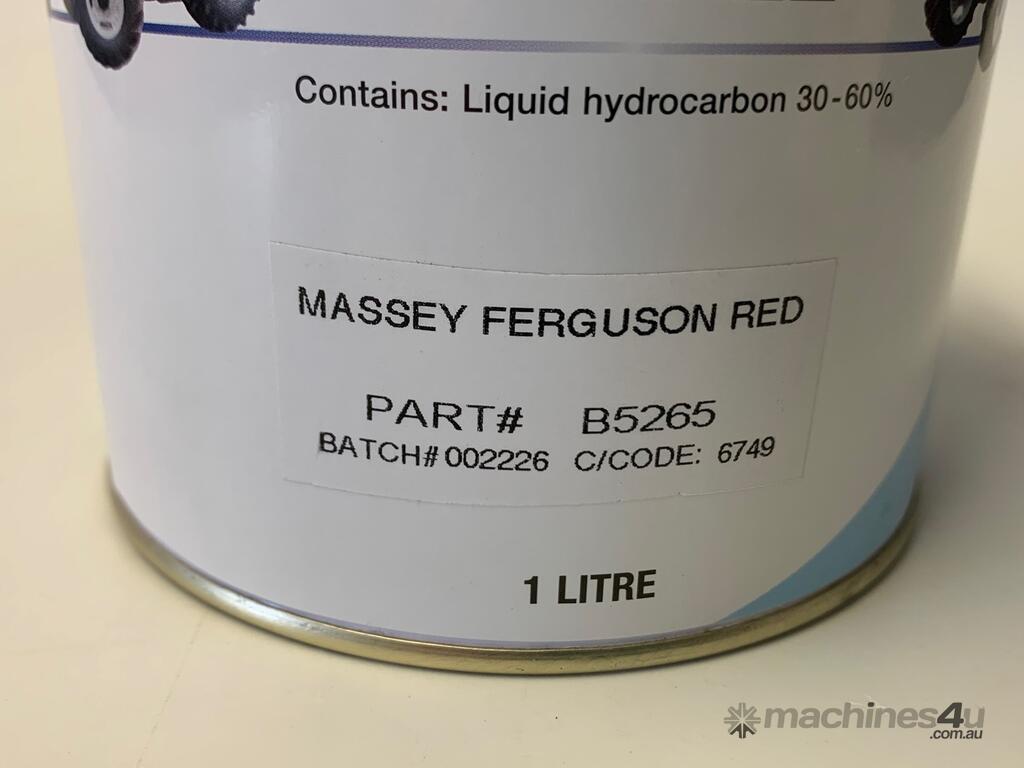 Contains: Liquid hydrocarbon 30-60%
MASSEY FERGUSON RED
PART# B5265
BATCH# 002226 C/CODE: 6749
1 LITRE
machines4u
.com.au